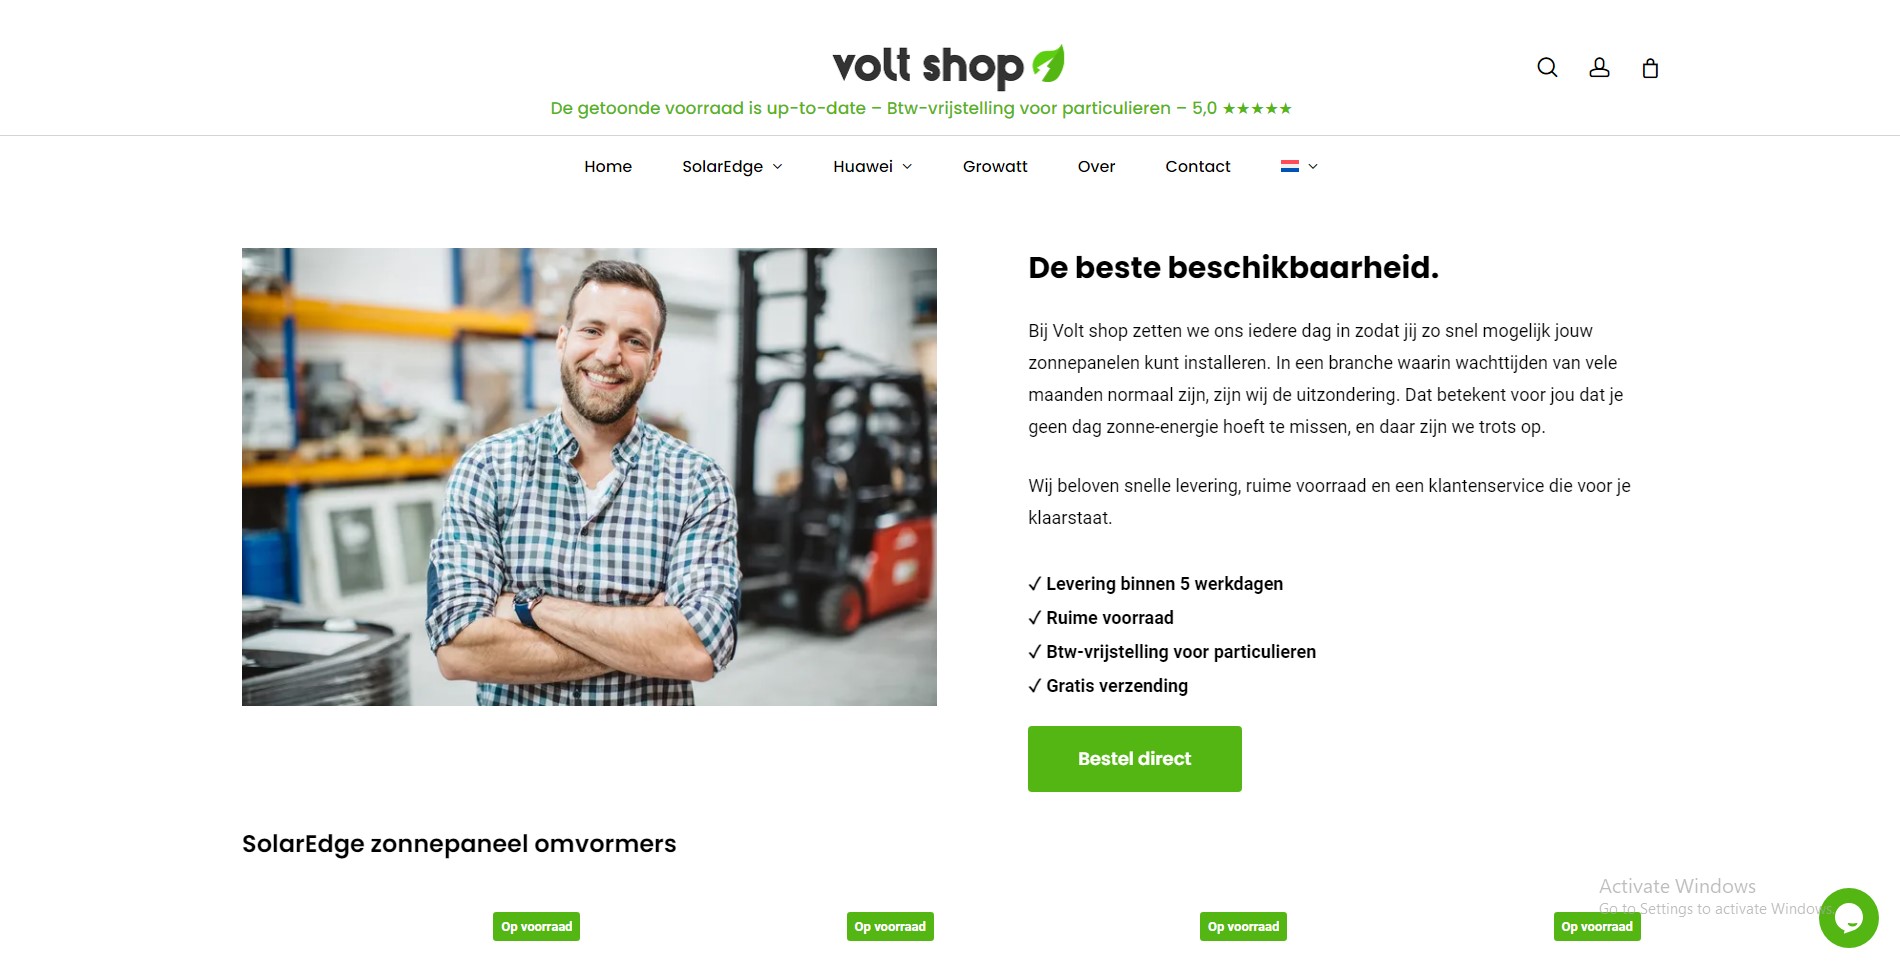 volt shop
De getoonde voorraad is up-to-date – Btw-vrijstelling voor particulieren – 5,0 ★★★★★
Home SolarEdge Huawei Growatt Over Contact
De beste beschikbaarheid.
Bij Volt shop zetten we ons iedere dag in zodat jij zo snel mogelijk jouw
zonnepanelen kunt installeren. In een branche waarin wachttijden van vele
maanden normaal zijn, zijn wij de uitzondering. Dat betekent voor jou dat je
geen dag zonne-energie hoeft te missen, en daar zijn we trots op.
Wij beloven snelle levering, ruime voorraad en een klantenservice die voor je
klaarstaat.
✓ Levering binnen 5 werkdagen
✓ Ruime voorraad
✓ Btw-vrijstelling voor particulieren
✓ Gratis verzending
Bestel direct
SolarEdge zonnepaneel omvormers
Activate Windows
Go to Settings to activate Windows.
Op voorraad Op voorraad Op voorraad Op voorraad